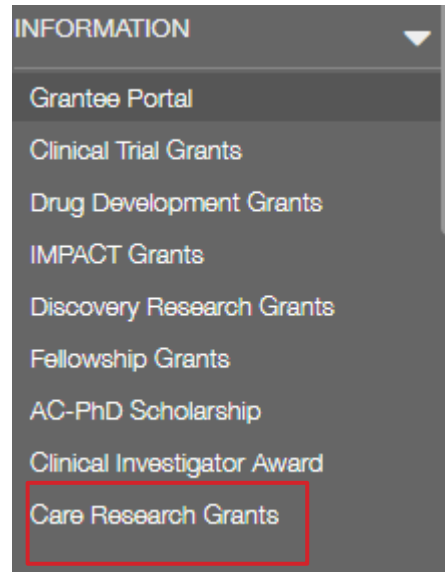 INFORMATION
Grantee Portal
Clinical Trial Grants
Drug Development Grants
IMPACT Grants
Discovery Research Grants
Fellowship Grants
AC-PhD Scholarship
Clinical Investigator Award
Care Research Grants